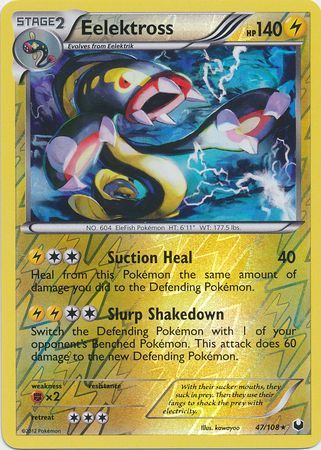 STAGE 2
Eelektross
HP 140
Evolves from Eelektrik
NO. 604 EleFish Pokémon HT: 6'11" WT: 177.5 lbs.
Suction Heal 40
Heal from this Pokémon the same amount of
damage you did to the Defending Pokémon.
Slurp Shakedown
Switch the Defending Pokémon with 1 of your
opponent's Benched Pokémon. This attack does 60
damage to the new Defending Pokémon.
weakness resistance
×2
retreat
With their sucker mouths, they
suck in prey. Then they use their
fangs to shock the prey with
electricity.
©2012 Pokémon
Illus. kawayoo
47/108★